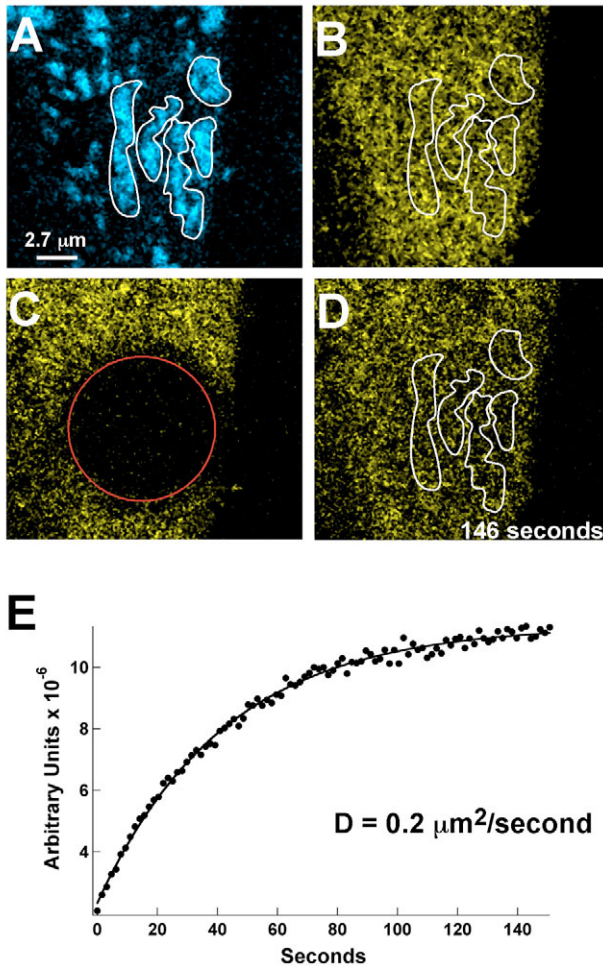 A
B
2.7 μm
C
D
146 seconds
E
Arbitrary Units x 10⁻⁶
10
8
6
4
D = 0.2 μm²/second
0
20
40
60
80
100
120
140
Seconds